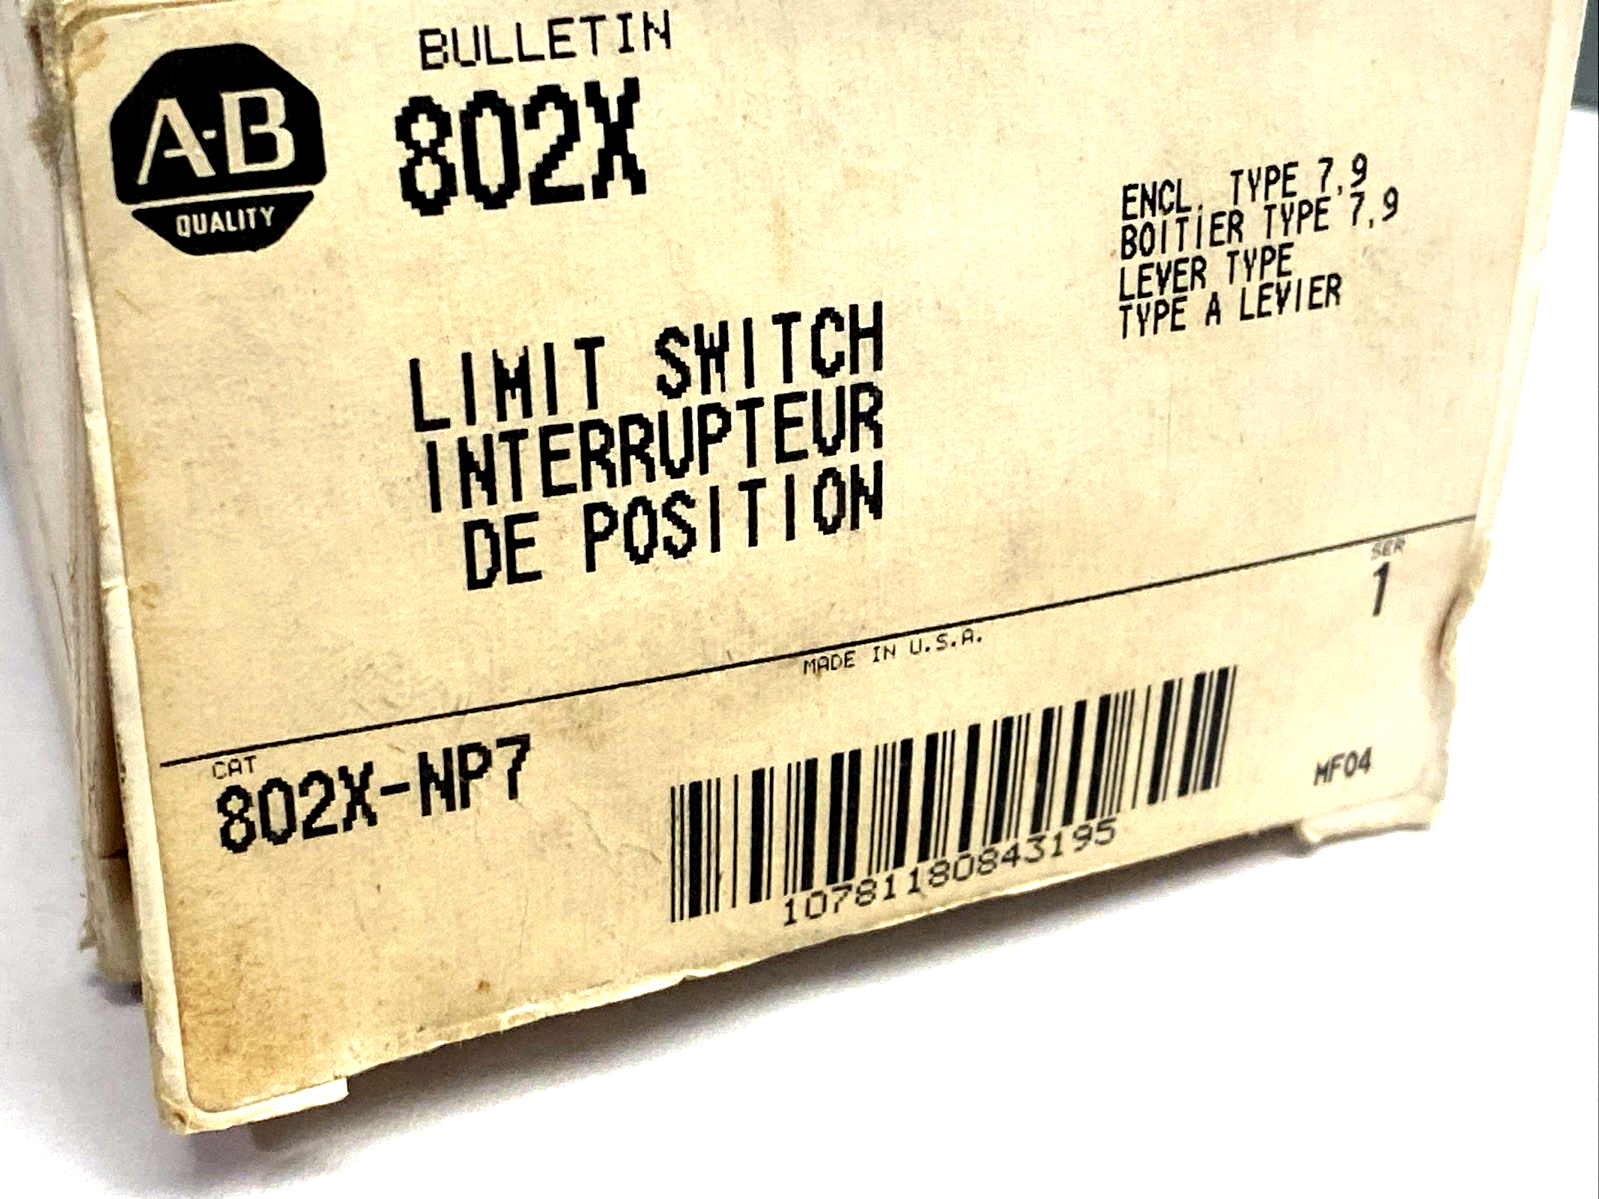 A-B
QUALITY
BULLETIN
802X
ENCL. TYPE 7,9
BOITIER TYPE 7,9
LEVER TYPE
TYPE A LEVIER
LIMIT SWITCH
INTERRUPTEUR
DE POSITION
SER
1
MADE IN U.S.A.
CAT
802X-NP7
10781180843195
MF04